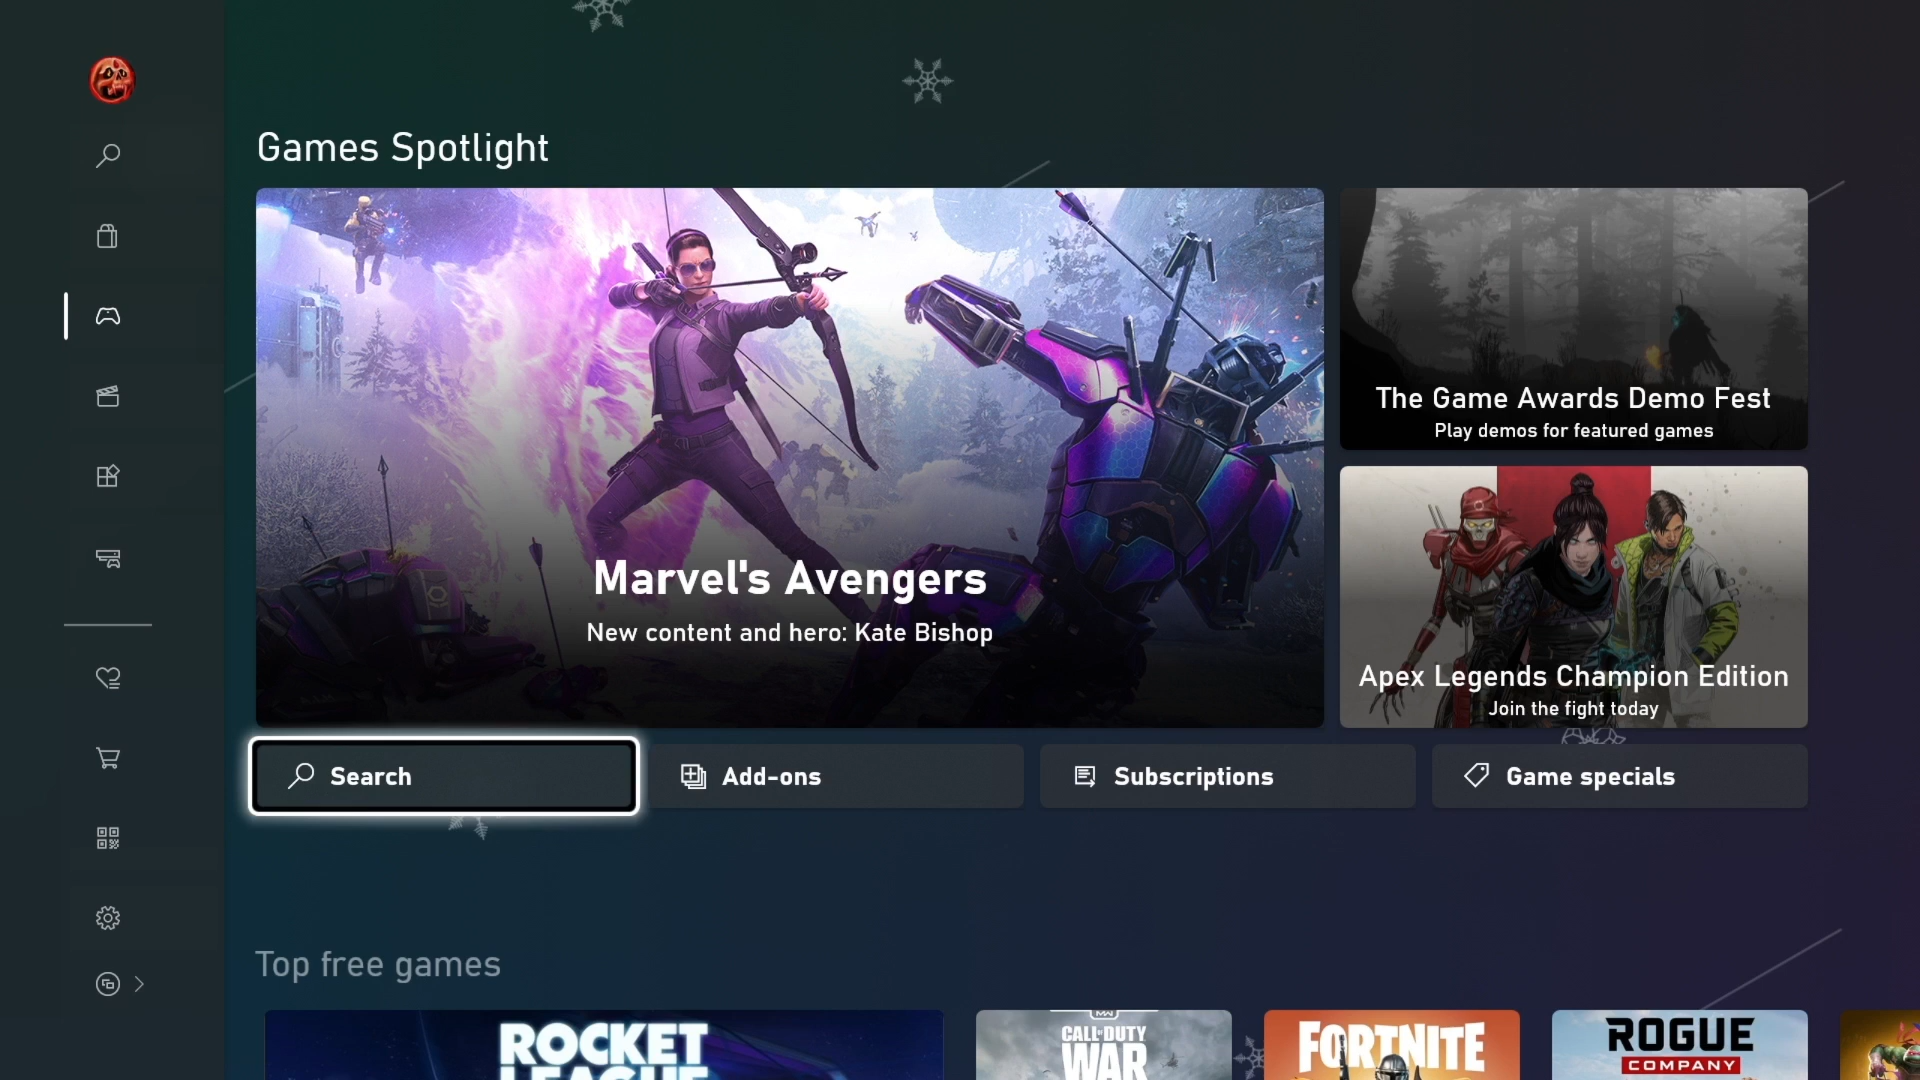 Games Spotlight
Marvel's Avengers
New content and hero: Kate Bishop
The Game Awards Demo Fest
Play demos for featured games
Apex Legends Champion Edition
Join the fight today
Search
Add-ons
Subscriptions
Game specials
Top free games
ROCKET
LEAGUE
CALL OF DUTY
WAR
FORTNITE
ROGUE
COMPANY